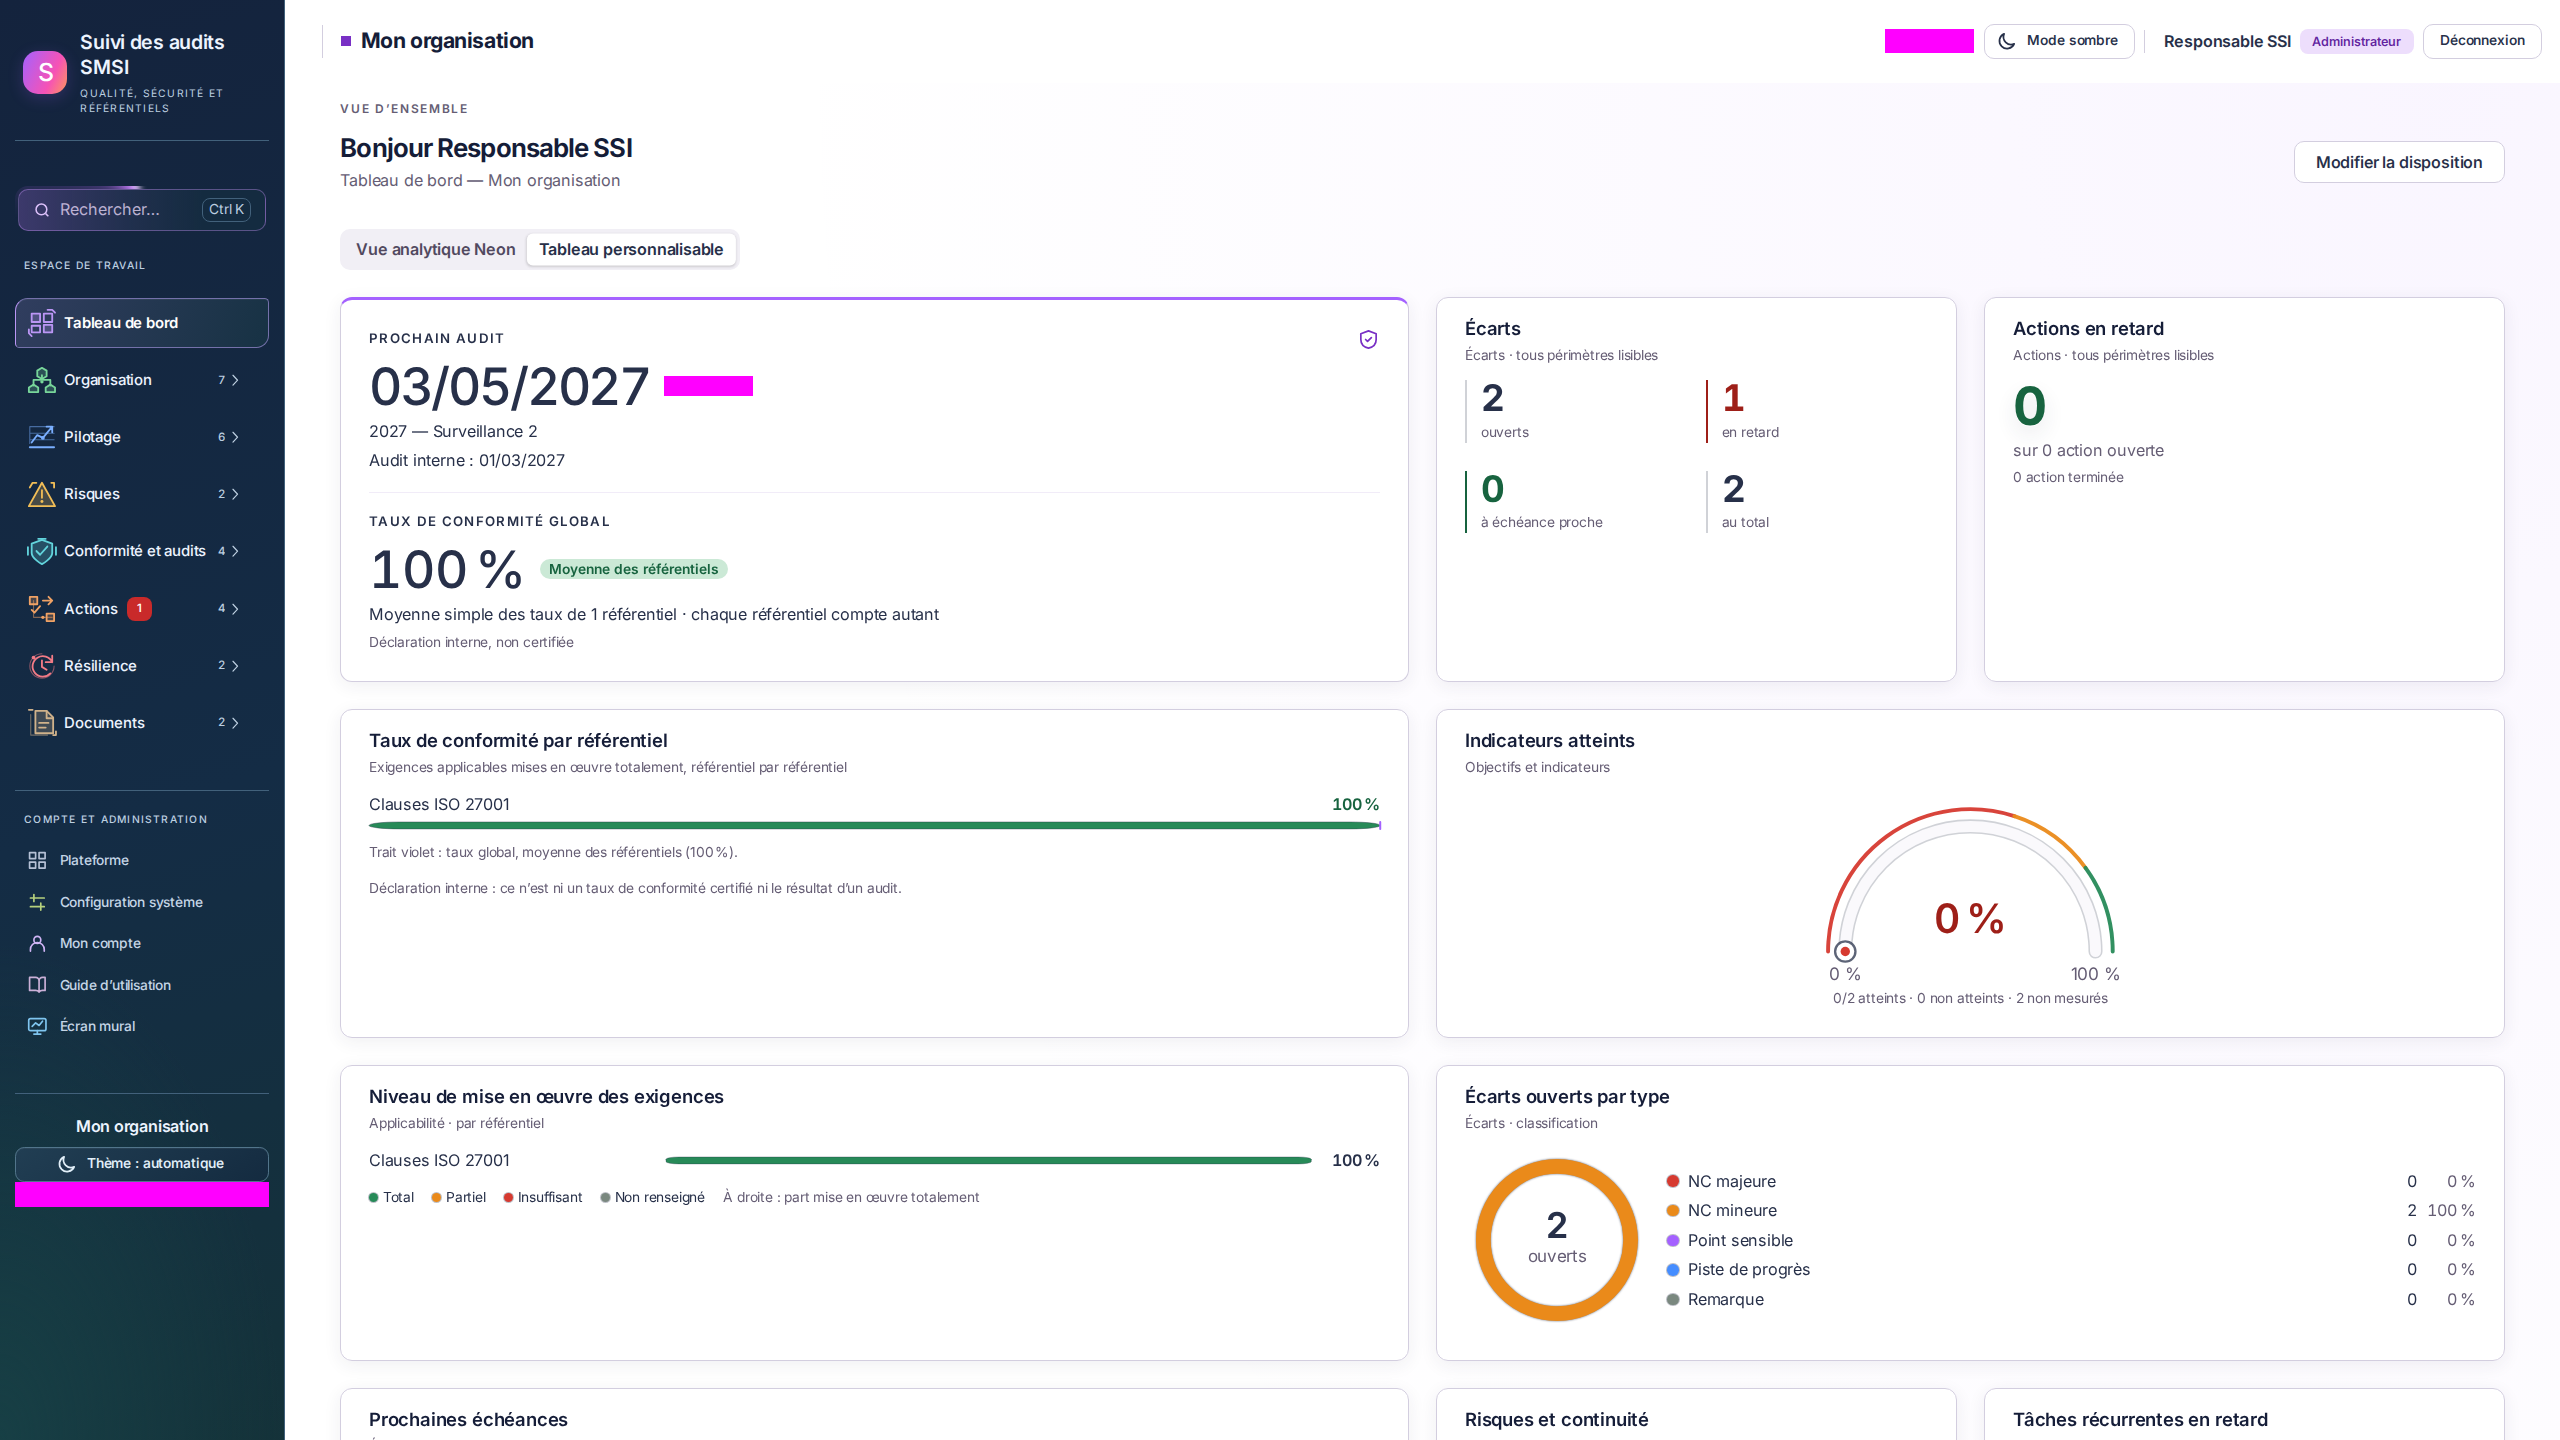 Suivi des audits
SMSI
QUALITÉ, SÉCURITÉ ET
RÉFÉRENTIELS
Rechercher... Ctrl K
ESPACE DE TRAVAIL
Tableau de bord
Organisation 7
Pilotage 6
Risques 2
Conformité et audits 4
Actions 1 4
Résilience 2
Documents 2
COMPTE ET ADMINISTRATION
Plateforme
Configuration système
Mon compte
Guide d’utilisation
Écran mural
Mon organisation
Thème : automatique
Mon organisation
Mode sombre
Responsable SSI Administrateur
Déconnexion
VUE D’ENSEMBLE
Bonjour Responsable SSI
Tableau de bord — Mon organisation
Modifier la disposition
Vue analytique Neon Tableau personnalisable
PROCHAIN AUDIT
03/05/2027
2027 — Surveillance 2
Audit interne : 01/03/2027
TAUX DE CONFORMITÉ GLOBAL
100 % Moyenne des référentiels
Moyenne simple des taux de 1 référentiel · chaque référentiel compte autant
Déclaration interne, non certifiée
Écarts
Écarts · tous périmètres lisibles
2
ouverts
1
en retard
0
à échéance proche
2
au total
Actions en retard
Actions · tous périmètres lisibles
0
sur 0 action ouverte
0 action terminée
Taux de conformité par référentiel
Exigences applicables mises en œuvre totalement, référentiel par référentiel
Clauses ISO 27001 100 %
Trait violet : taux global, moyenne des référentiels (100 %).
Déclaration interne : ce n’est ni un taux de conformité certifié ni le résultat d’un audit.
Indicateurs atteints
Objectifs et indicateurs
0 %
0 % 100 %
0/2 atteints · 0 non atteints · 2 non mesurés
Niveau de mise en œuvre des exigences
Applicabilité · par référentiel
Clauses ISO 27001 100 %
Total Partiel Insuffisant Non renseigné À droite : part mise en œuvre totalement
Écarts ouverts par type
Écarts · classification
2
ouverts
NC majeure 0 0 %
NC mineure 2 100 %
Point sensible 0 0 %
Piste de progrès 0 0 %
Remarque 0 0 %
Prochaines échéances
Risques et continuité
Tâches récurrentes en retard